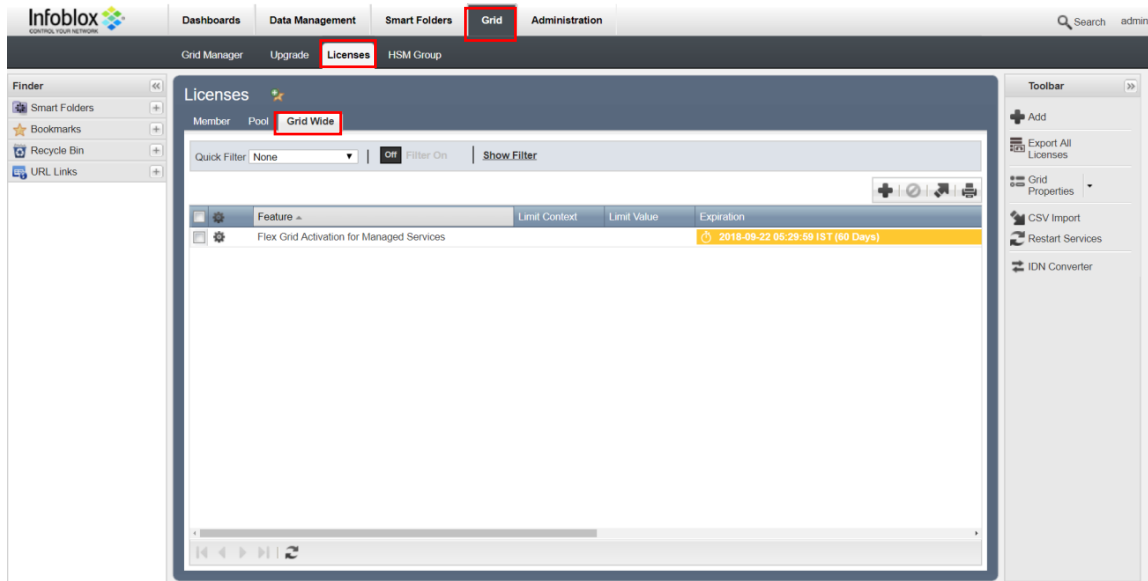 Infoblox
CONTROL YOUR NETWORK
Dashboards Data Management Smart Folders Grid Administration
Search admin
Grid Manager Upgrade Licenses HSM Group
Finder
Smart Folders
Bookmarks
Recycle Bin
URL Links
Licenses
Member Pool Grid Wide
Quick Filter None Off Filter On Show Filter
Feature Limit Context Limit Value Expiration
Flex Grid Activation for Managed Services 2018-09-22 05:29:59 IST (60 Days)
Toolbar
Add
Export All
Licenses
Grid
Properties
CSV Import
Restart Services
IDN Converter